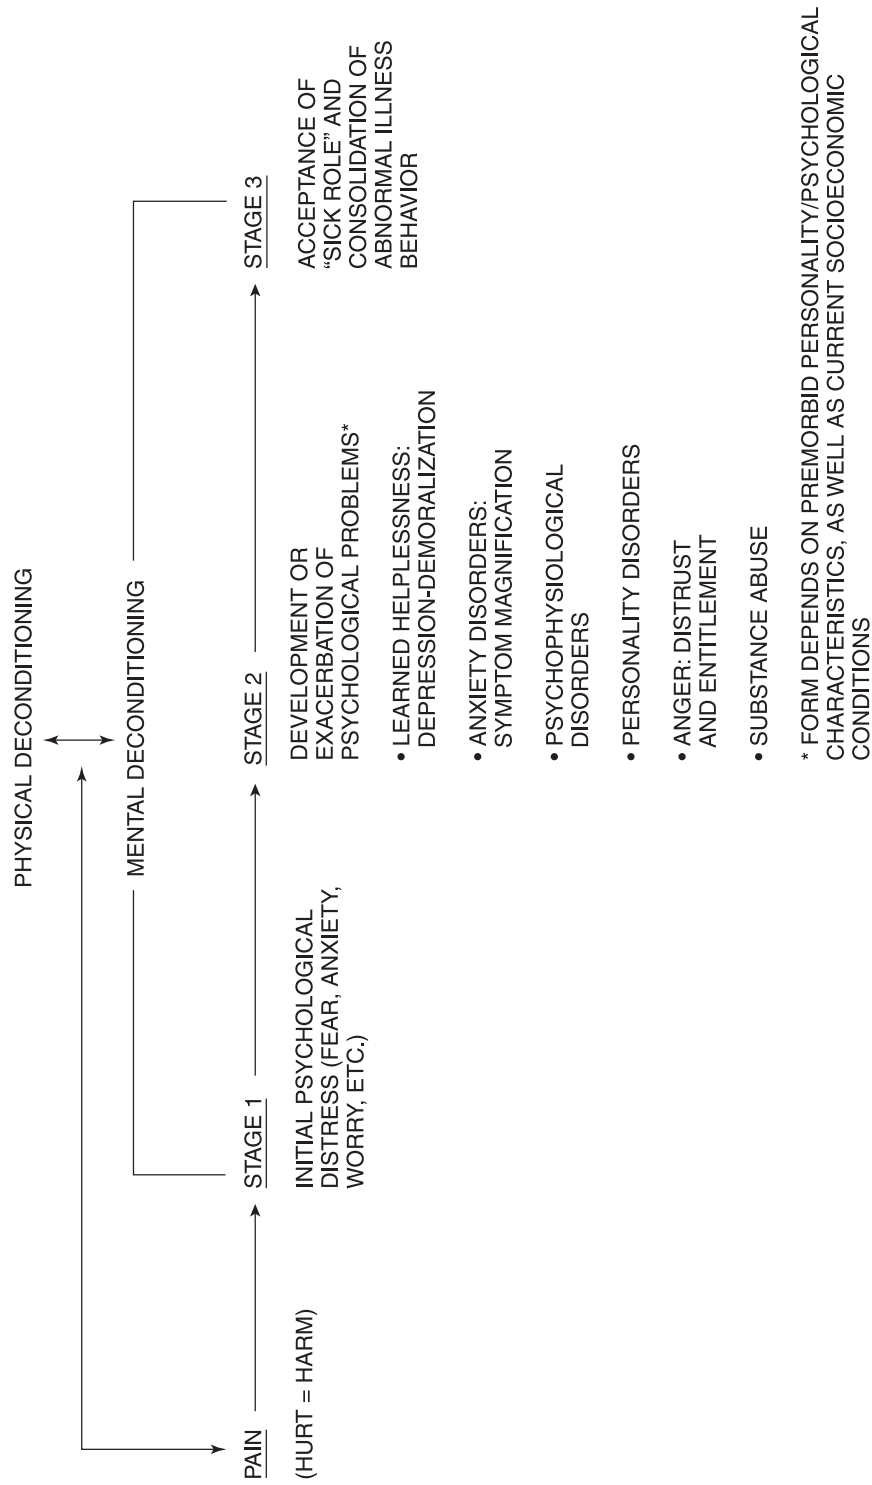 PHYSICAL DECONDITIONING
MENTAL DECONDITIONING
PAIN
(HURT = HARM)
STAGE 1
INITIAL PSYCHOLOGICAL
DISTRESS (FEAR, ANXIETY,
WORRY, ETC.)
STAGE 2
DEVELOPMENT OR
EXACERBATION OF
PSYCHOLOGICAL PROBLEMS*
• LEARNED HELPLESSNESS:
DEPRESSION-DEMORALIZATION
• ANXIETY DISORDERS:
SYMPTOM MAGNIFICATION
• PSYCHOPHYSIOLOGICAL
DISORDERS
• PERSONALITY DISORDERS
• ANGER: DISTRUST
AND ENTITLEMENT
• SUBSTANCE ABUSE
* FORM DEPENDS ON PREMORBID PERSONALITY/PSYCHOLOGICAL
CHARACTERISTICS, AS WELL AS CURRENT SOCIOECONOMIC
CONDITIONS
STAGE 3
ACCEPTANCE OF
“SICK ROLE” AND
CONSOLIDATION OF
ABNORMAL ILLNESS
BEHAVIOR